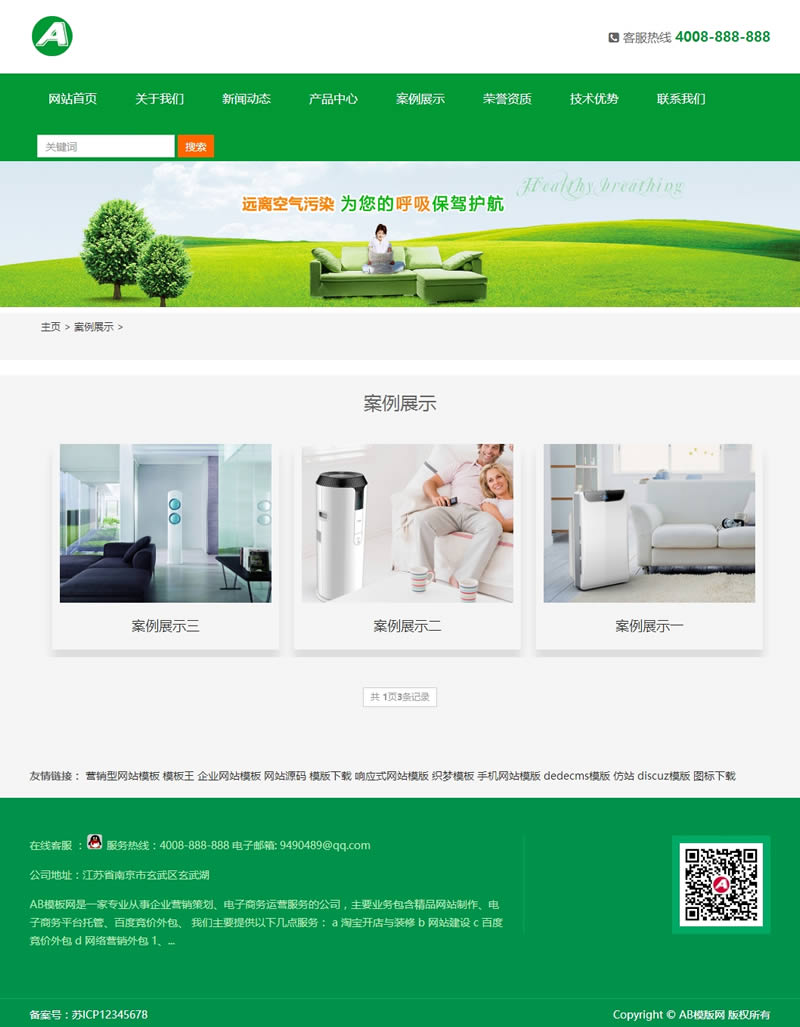 A
客服热线 4008-888-888
网站首页 关于我们 新闻动态 产品中心 案例展示 荣誉资质 技术优势 联系我们
关键词 搜索
Healthy breathing
远离空气污染 为您的呼吸保驾护航
主页 > 案例展示 >
案例展示
案例展示三 案例展示二 案例展示一
共 1页3条记录
友情链接： 营销型网站模板 模板王 企业网站模板 网站源码 模版下载 响应式网站模版 织梦模板 手机网站模版 dedecms模版 仿站 discuz模版 图标下载
在线客服 ： 服务热线：4008-888-888 电子邮箱: 9490489@qq.com
公司地址：江苏省南京市玄武区玄武湖
AB模板网是一家专业从事企业营销策划、电子商务运营服务的公司，主要业务包含精品网站制作、电
子商务平台托管、百度竞价外包、 我们主要提供以下几点服务： a 淘宝开店与装修 b 网站建设 c 百度
竞价外包 d 网络营销外包 1、...
备案号：苏ICP12345678 Copyright © AB模版网 版权所有